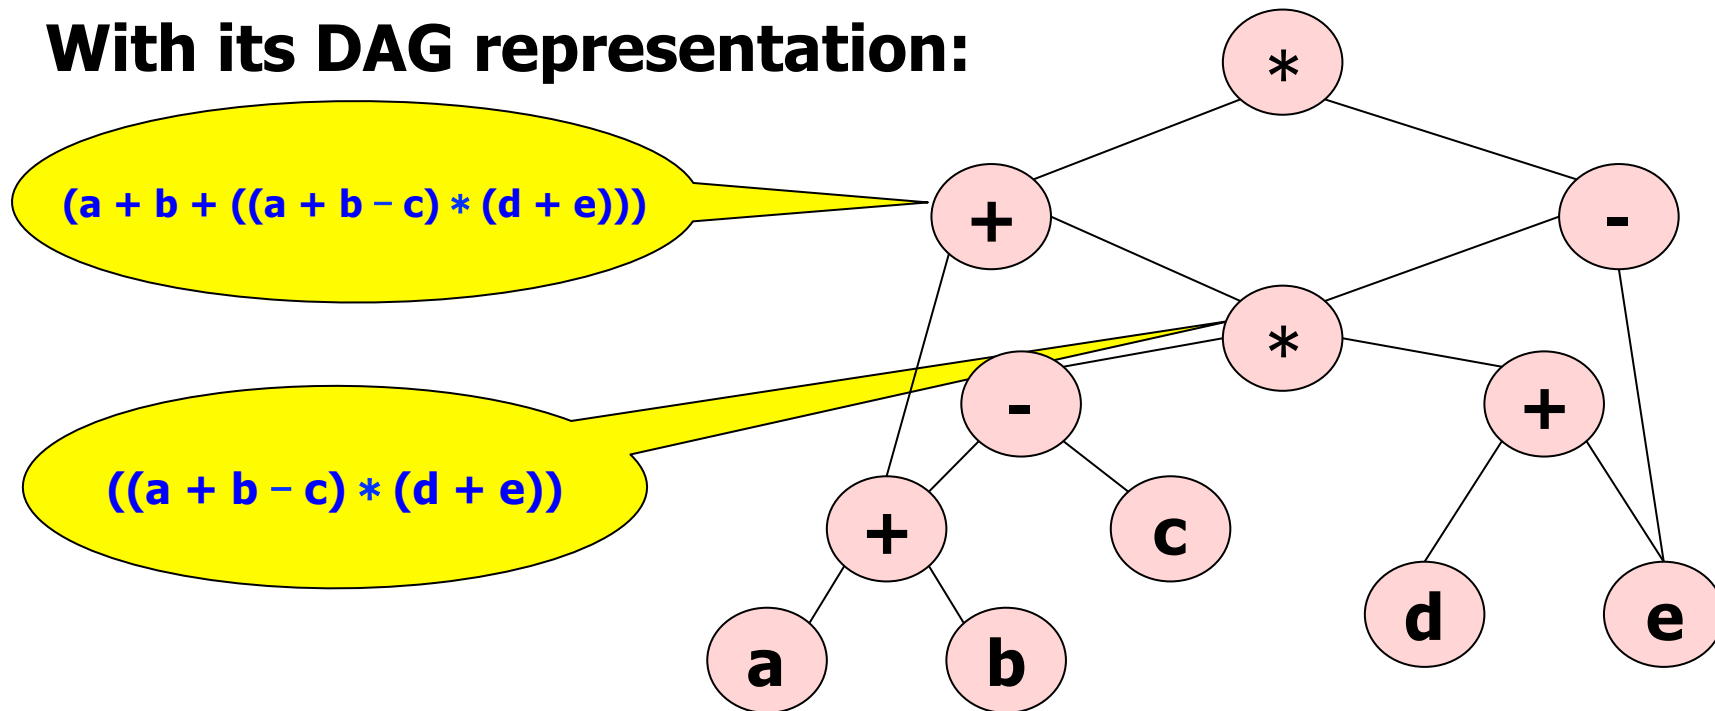 With its DAG representation:
*
(a + b + ((a + b – c) * (d + e)))
+
-
*
-
+
((a + b – c) * (d + e))
+
c
d
e
a
b